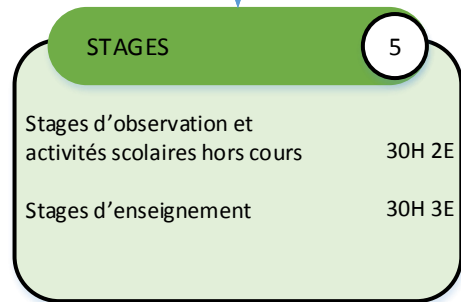 STAGES 5
Stages d'observation et
activités scolaires hors cours 30H 2E
Stages d'enseignement 30H 3E